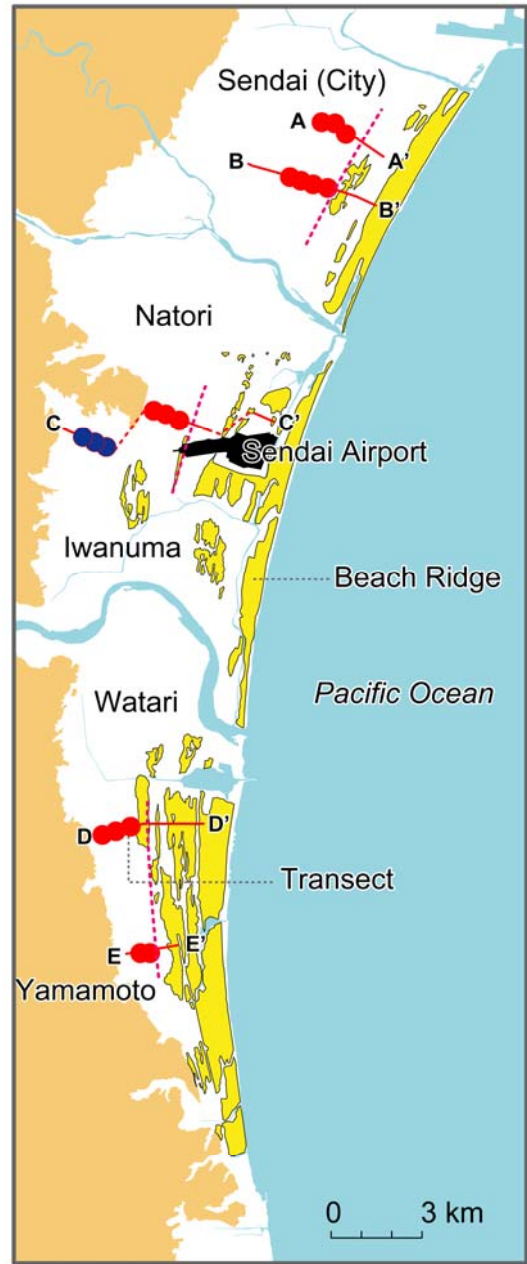 Sendai (City)
A
A’
B
B’
Natori
C
C’
Sendai Airport
Iwanuma
Beach Ridge
Watari
Pacific Ocean
D
D’
Transect
E
E’
Yamamoto
0 3 km